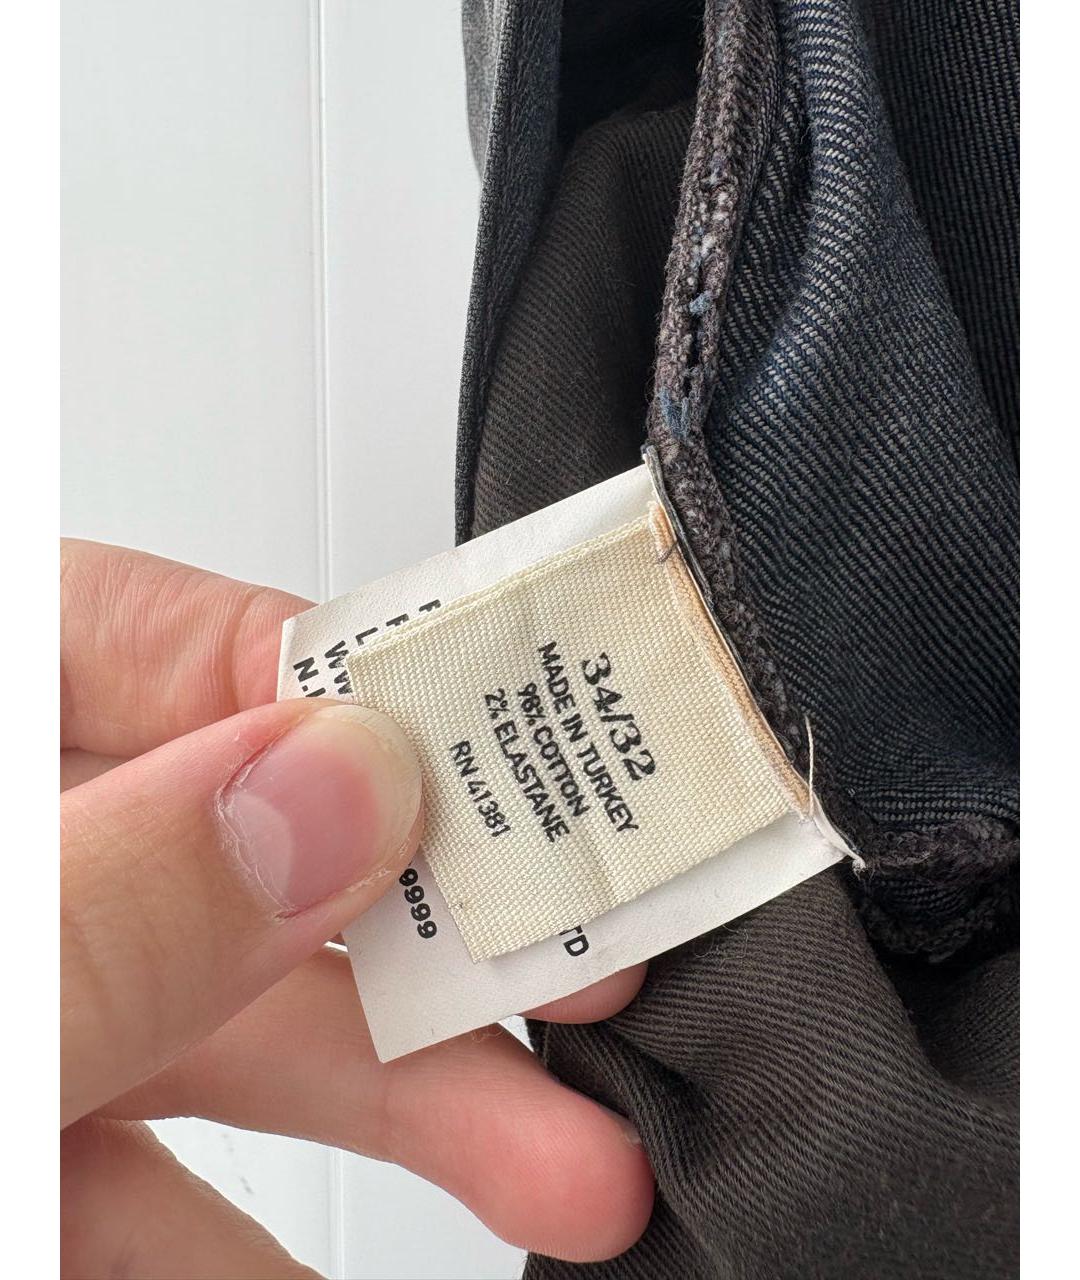 34/32
MADE IN TURKEY
98% COTTON
2% ELASTANE
RN 41381
TD
9999